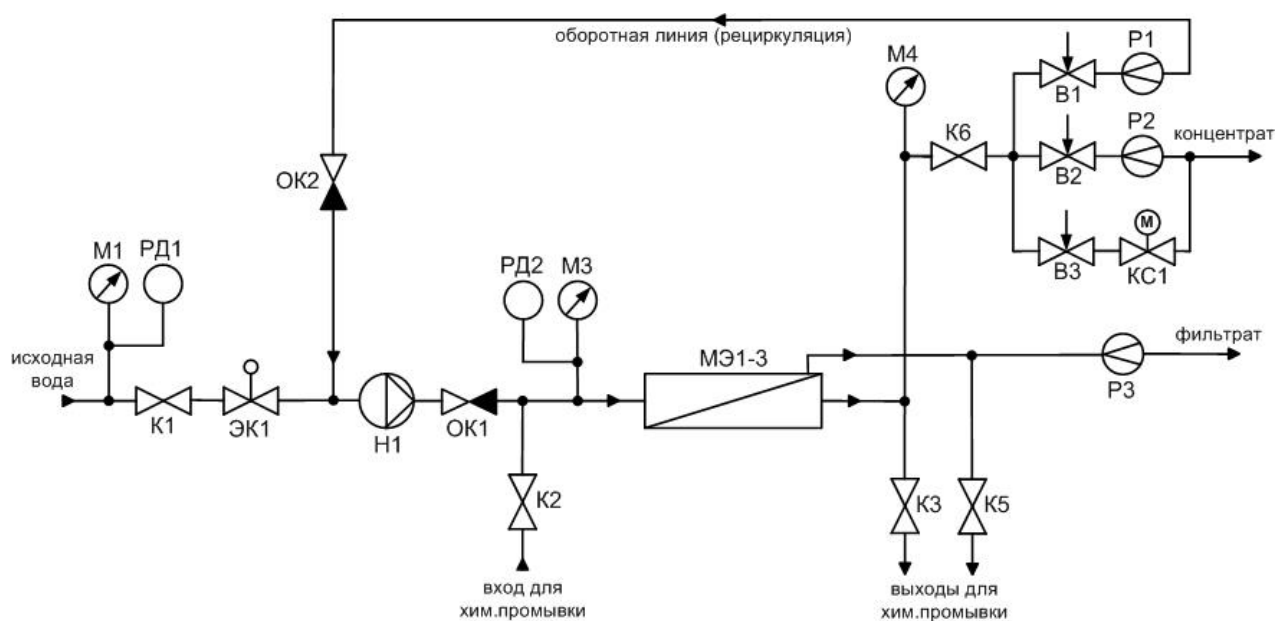 оборотная линия (рециркуляция)
М4
Р1
В1
К6
Р2
концентрат
В2
ОК2
М
В3
КС1
М1
РД1
РД2
М3
исходная
вода
МЭ1-3
фильтрат
Р3
К1
ЭК1
Н1
ОК1
К2
К3
К5
вход для
хим.промывки
выходы для
хим.промывки